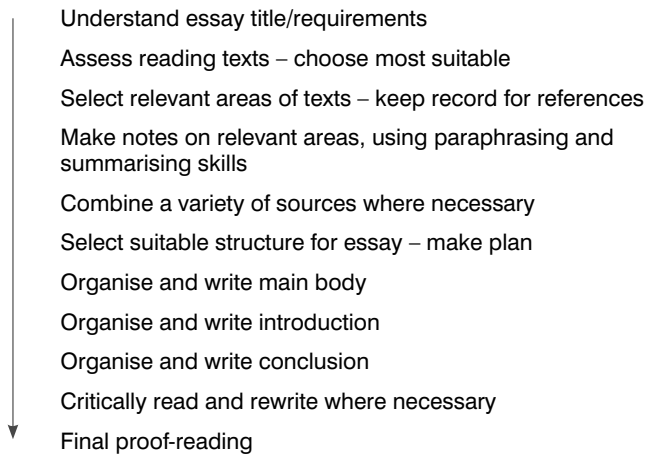 Understand essay title/requirements
Assess reading texts – choose most suitable
Select relevant areas of texts – keep record for references
Make notes on relevant areas, using paraphrasing and
summarising skills
Combine a variety of sources where necessary
Select suitable structure for essay – make plan
Organise and write main body
Organise and write introduction
Organise and write conclusion
Critically read and rewrite where necessary
Final proof-reading